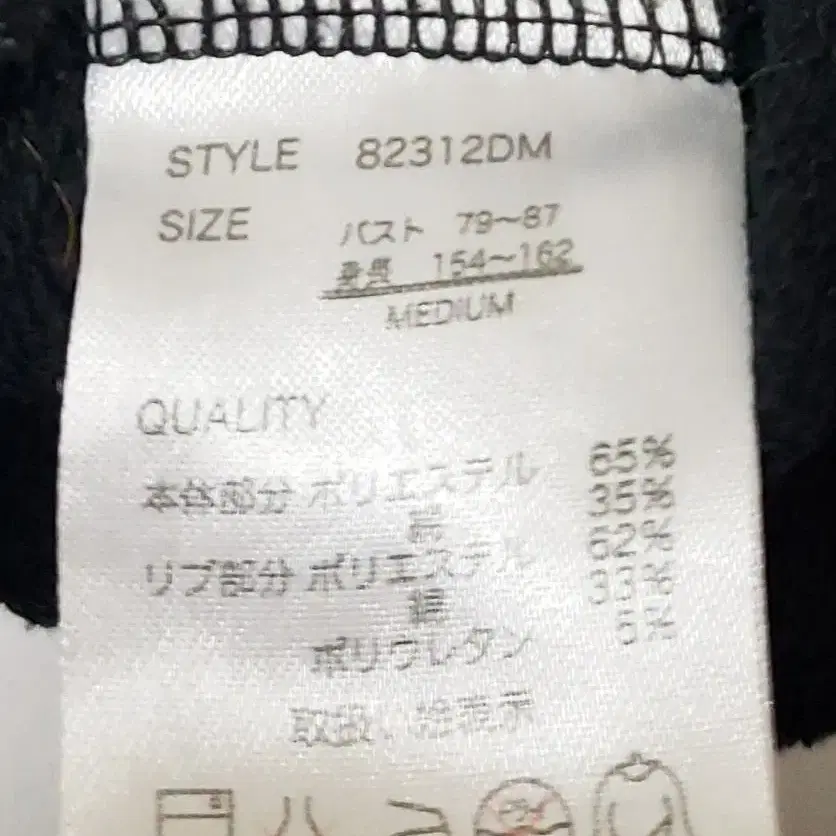 STYLE 82312DM
SIZE バスト 79〜87
身長 154〜162
MEDIUM
QUALITY
本体部分 ポリエステル 65%
綿 35%
リブ部分 ポリエステル 62%
綿 33%
ポリウレタン 5%
取扱い絵表示